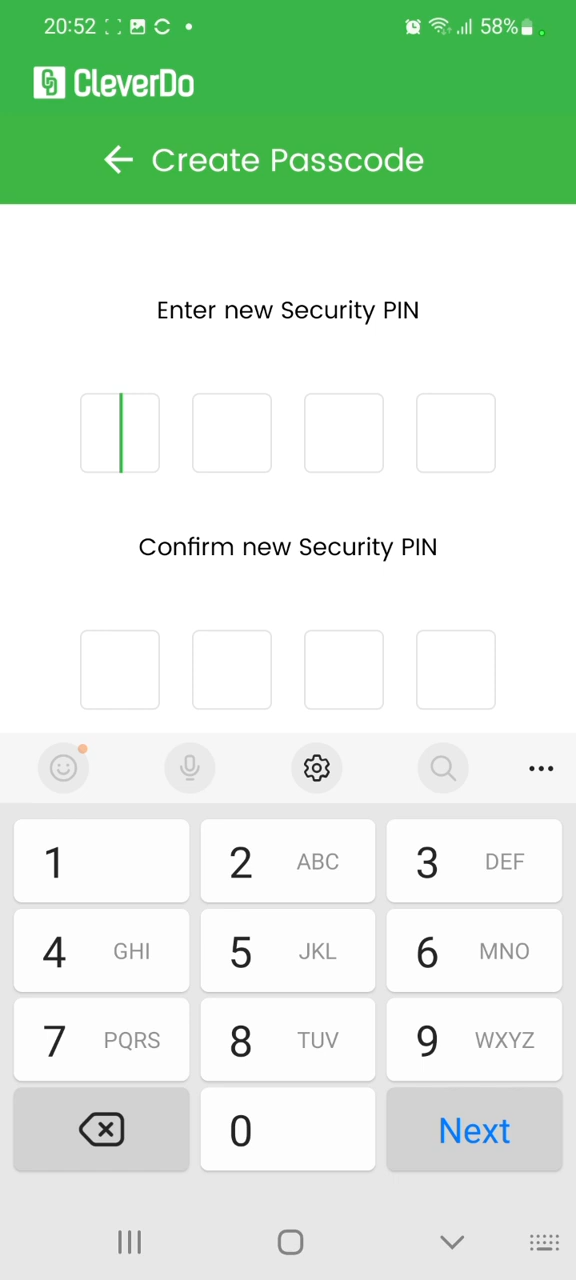 20:52 58%
CleverDo
Create Passcode
Enter new Security PIN
Confirm new Security PIN
1 2 ABC 3 DEF
4 GHI 5 JKL 6 MNO
7 PQRS 8 TUV 9 WXYZ
0 Next